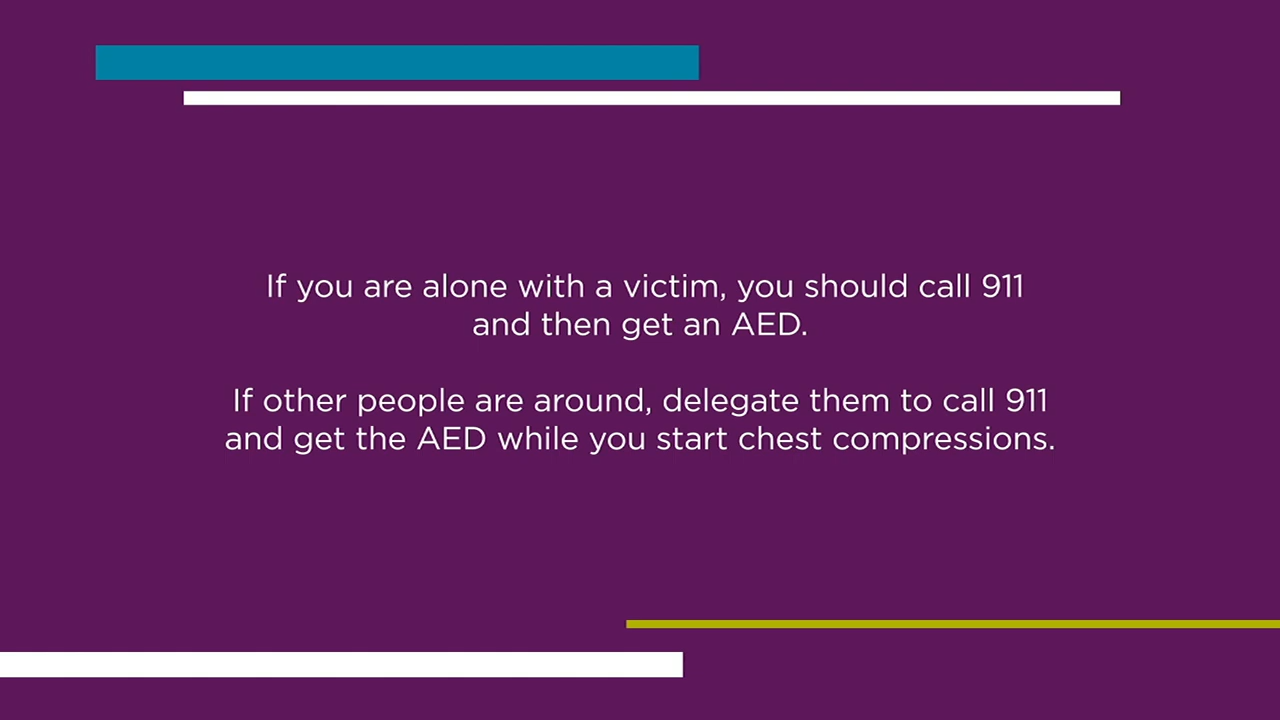 If you are alone with a victim, you should call 911
and then get an AED.
If other people are around, delegate them to call 911
and get the AED while you start chest compressions.